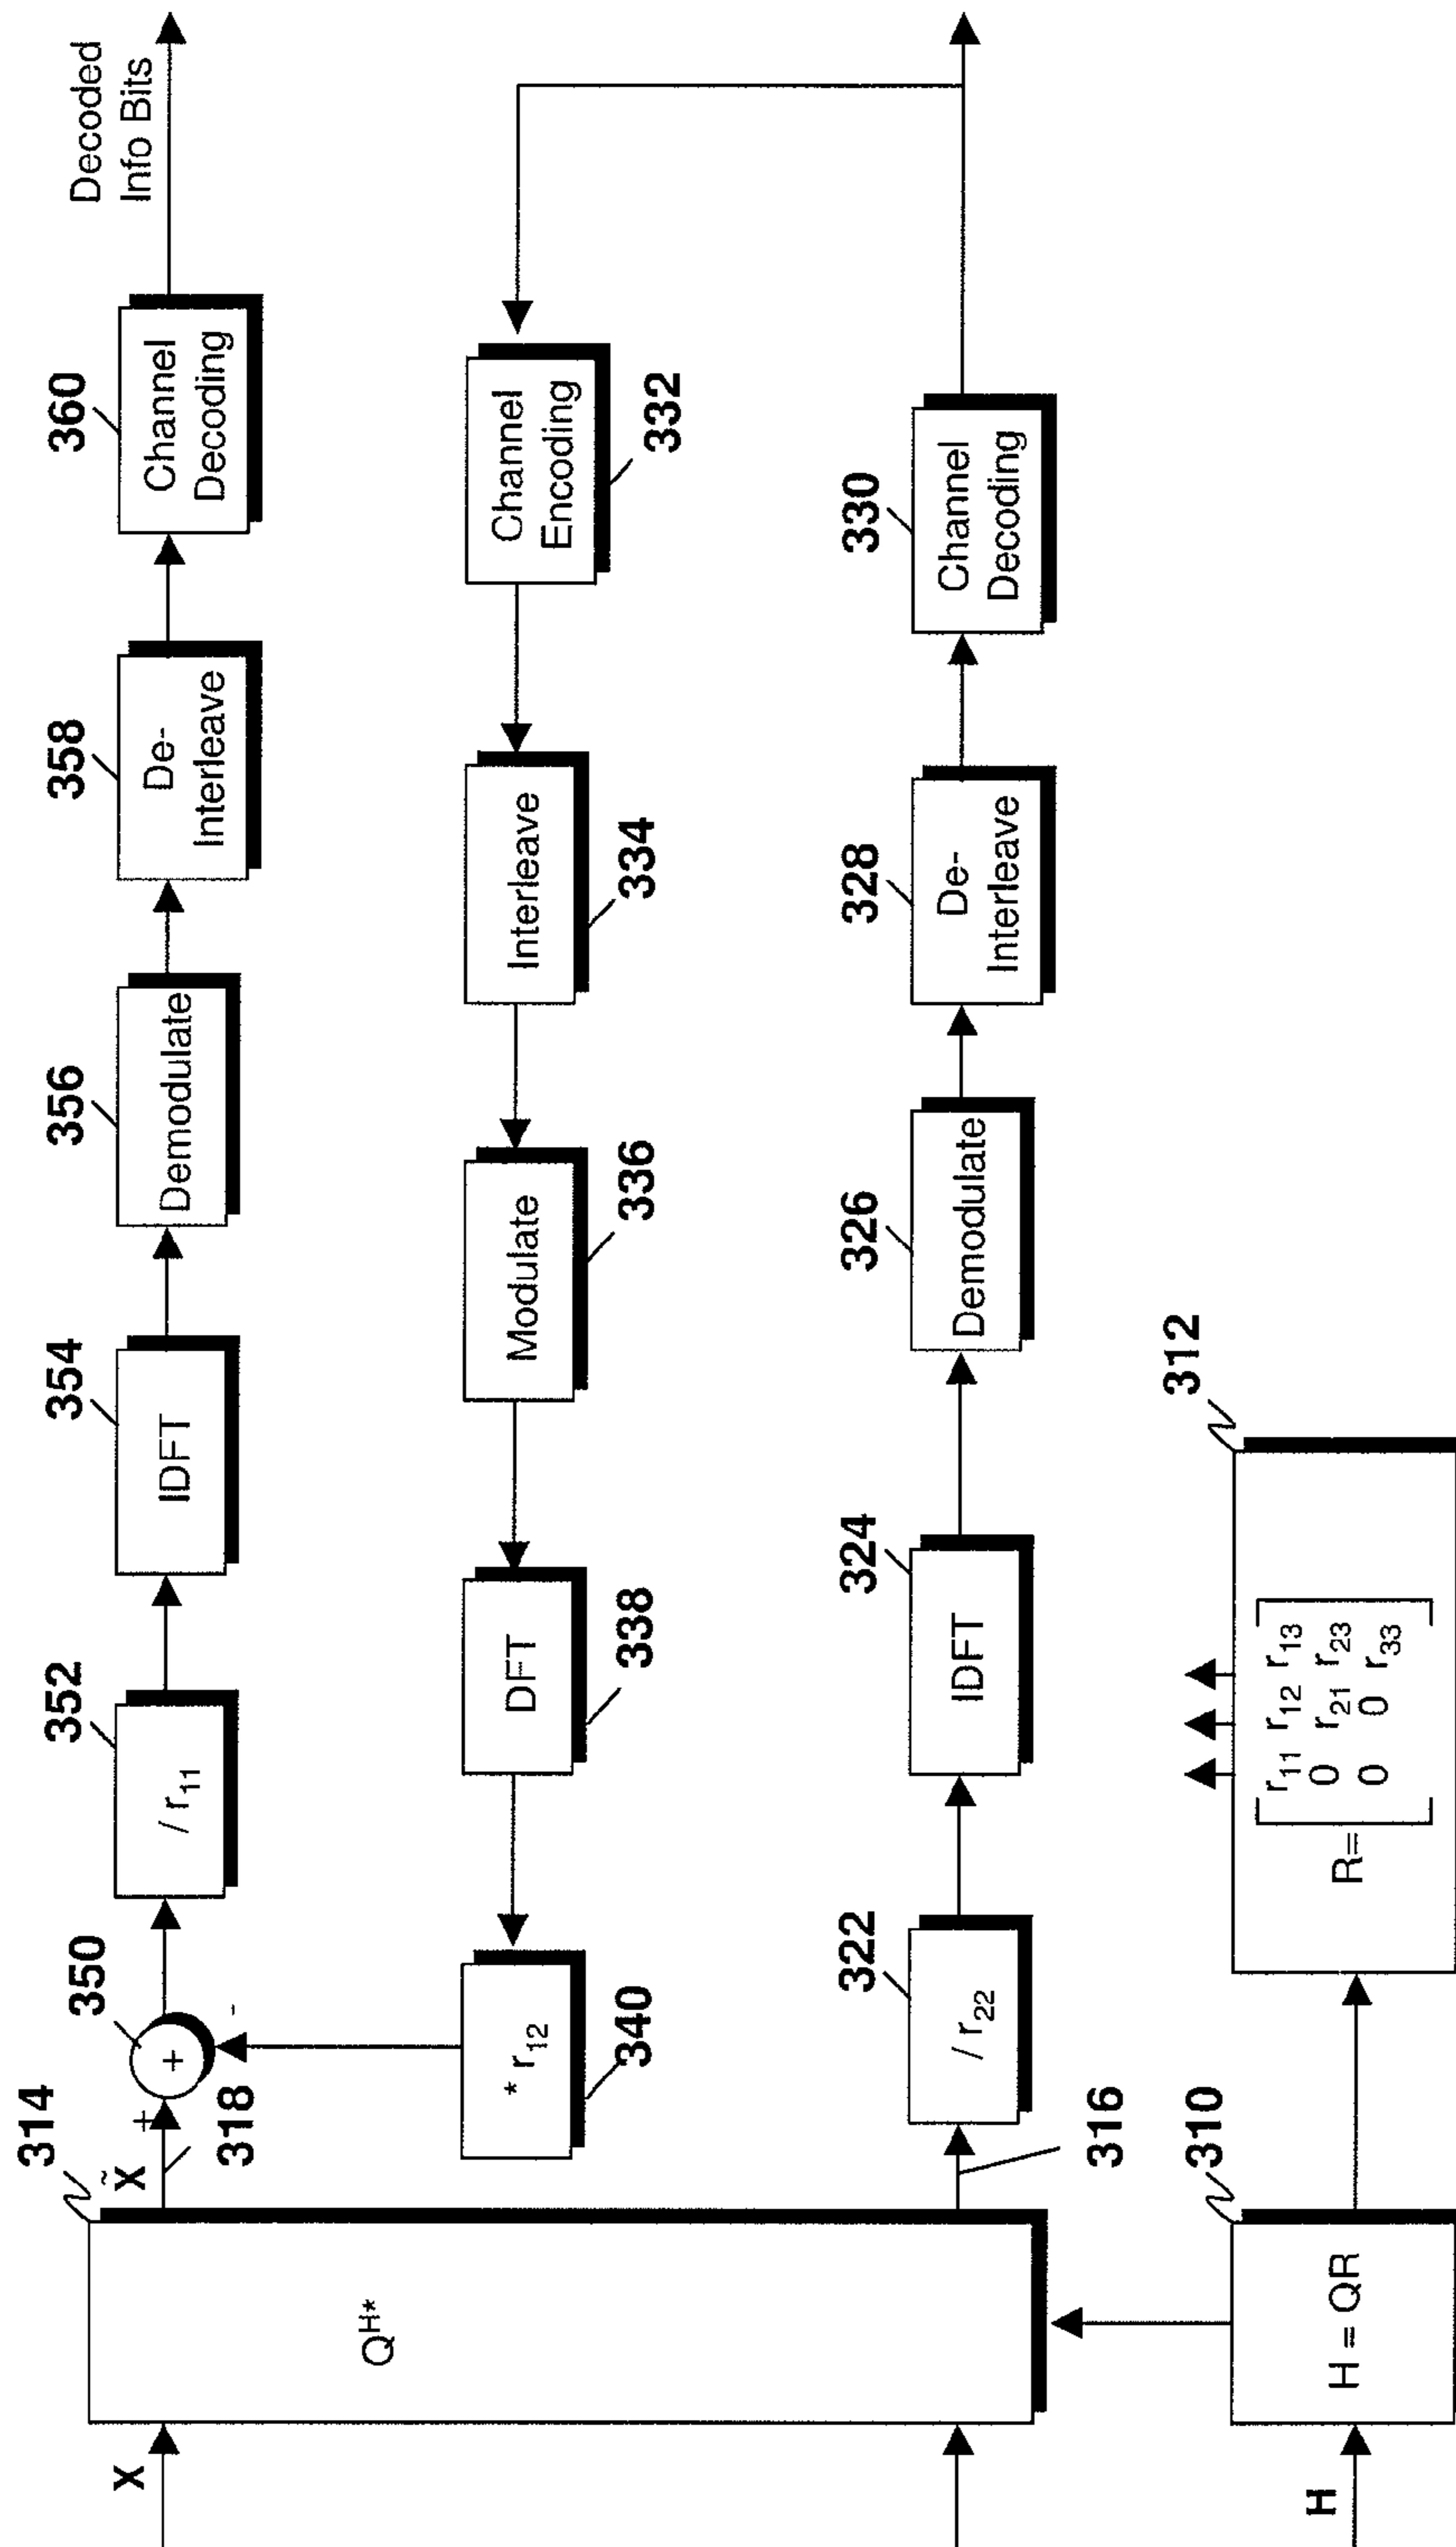 314
X
Q^H*
X̃
318
+
350
+
-
352
/ r₁₁
354
IDFT
356
Demodulate
358
De-
Interleave
360
Channel
Decoding
Decoded
Info Bits
* r₁₂
340
DFT
338
Modulate
336
Interleave
334
Channel
Encoding
332
316
322
/ r₂₂
324
IDFT
326
Demodulate
328
De-
Interleave
330
Channel
Decoding
H
310
H = QR
312
R=
r₁₁ r₁₂ r₁₃
0 r₂₁ r₂₃
0 0 r₃₃